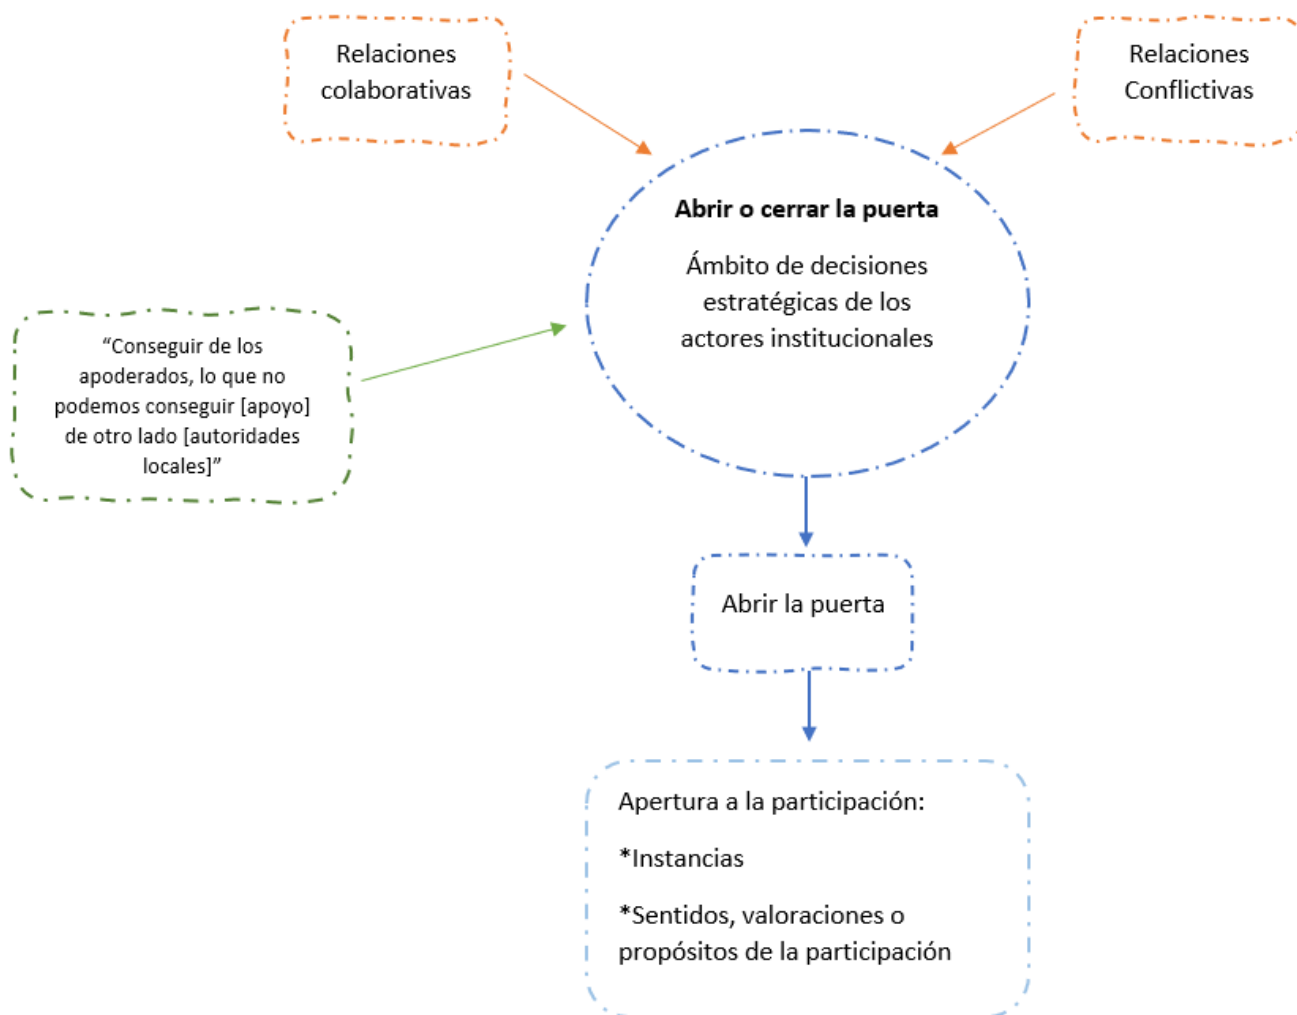 Relaciones
colaborativas
Relaciones
Conflictivas
Abrir o cerrar la puerta
Ámbito de decisiones
estratégicas de los
actores institucionales
“Conseguir de los
apoderados, lo que no
podemos conseguir [apoyo]
de otro lado [autoridades
locales]”
Abrir la puerta
Apertura a la participación:
*Instancias
*Sentidos, valoraciones o
propósitos de la participación